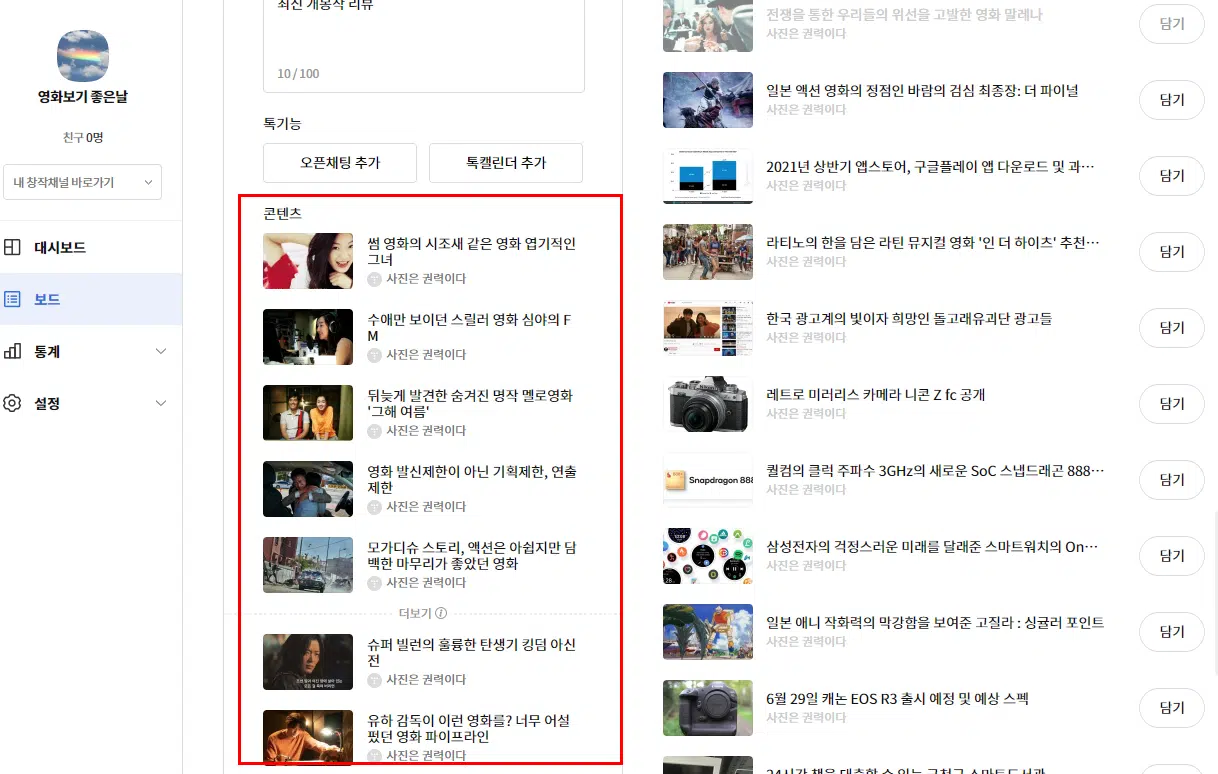 영화보기 좋은날
친구 0명
창작채널 바로가기
대시보드
보드
설정
최신 개봉작 리뷰
10 / 100
톡기능
오픈채팅 추가
톡캘린더 추가
콘텐츠
썸 영화의 시조새 같은 영화 엽기적인
그녀
사진은 권력이다
수애만 보이던 스릴러 영화 심야의 F
M
사진은 권력이다
뒤늦게 발견한 숨겨진 명작 멜로영화
'그해 여름'
사진은 권력이다
영화 발신제한이 아닌 기획제한, 연출
제한
사진은 권력이다
모가디슈 스토리, 액션은 아쉽지만 담
백한 마무리가 좋았던 영화
사진은 권력이다
더보기
슈퍼 빌런의 훌륭한 탄생기 킹덤 아신
전
사진은 권력이다
유하 감독이 이런 영화를? 너무 어설
펐던 영화 파이프라인
사진은 권력이다
전쟁을 통한 우리들의 위선을 고발한 영화 말레나
사진은 권력이다
담기
일본 액션 영화의 정점인 바람의 검심 최종장: 더 파이널
사진은 권력이다
담기
2021년 상반기 앱스토어, 구글플레이 앱 다운로드 및 과…
사진은 권력이다
담기
라티노의 한을 담은 라틴 뮤지컬 영화 '인 더 하이츠' 추천…
사진은 권력이다
담기
한국 광고계의 빛이자 희망인 돌고래유괴단 광고들
사진은 권력이다
담기
레트로 미러리스 카메라 니콘 Z fc 공개
사진은 권력이다
담기
퀄컴의 클럭 주파수 3GHz의 새로운 SoC 스냅드래곤 888…
사진은 권력이다
담기
Snapdragon 888
삼성전자의 걱정스러운 미래를 달래준 스마트워치의 On…
사진은 권력이다
담기
일본 애니 작화력의 막강함을 보여준 고질라 : 싱귤러 포인트
사진은 권력이다
담기
6월 29일 캐논 EOS R3 출시 예정 및 예상 스펙
사진은 권력이다
담기